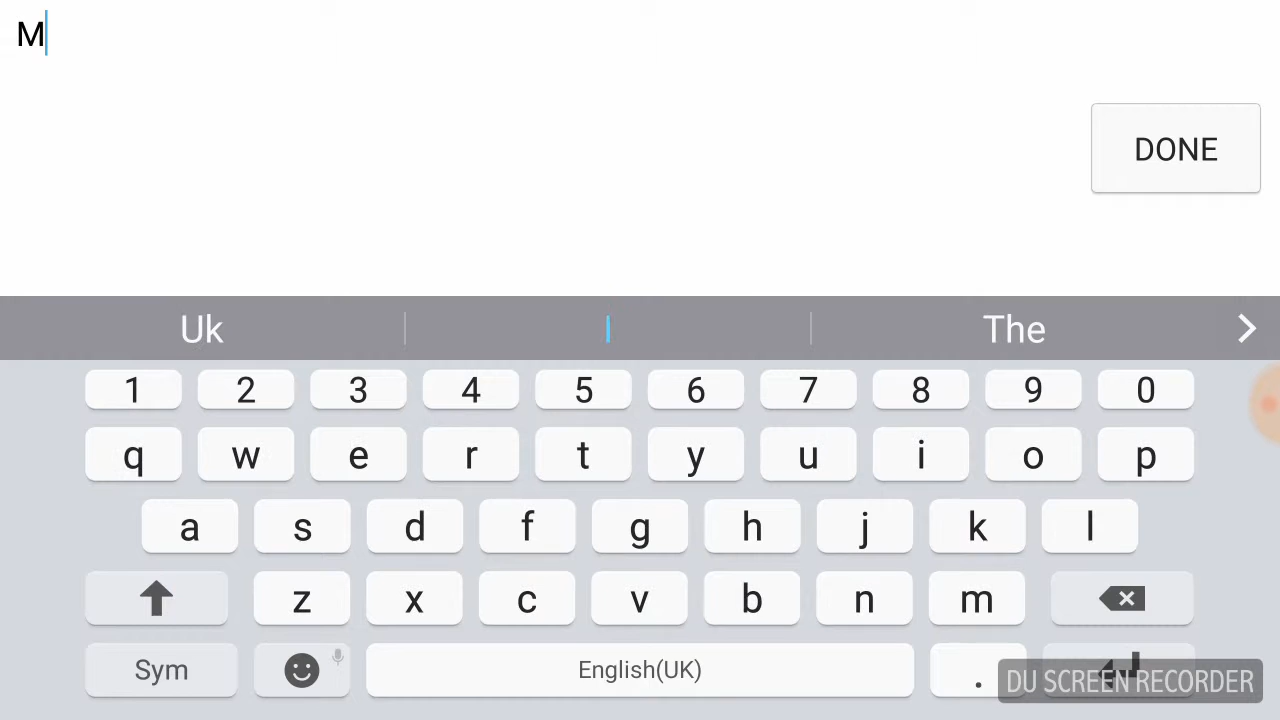 M
DONE
Uk I The
1 2 3 4 5 6 7 8 9 0
q w e r t y u i o p
a s d f g h j k l
z x c v b n m
Sym English(UK) .
DU SCREEN RECORDER